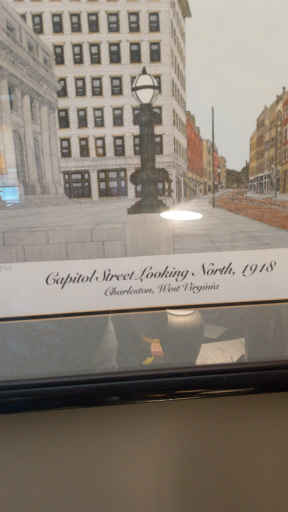 Capitol Street Looking North, 1918
Charleston, West Virginia